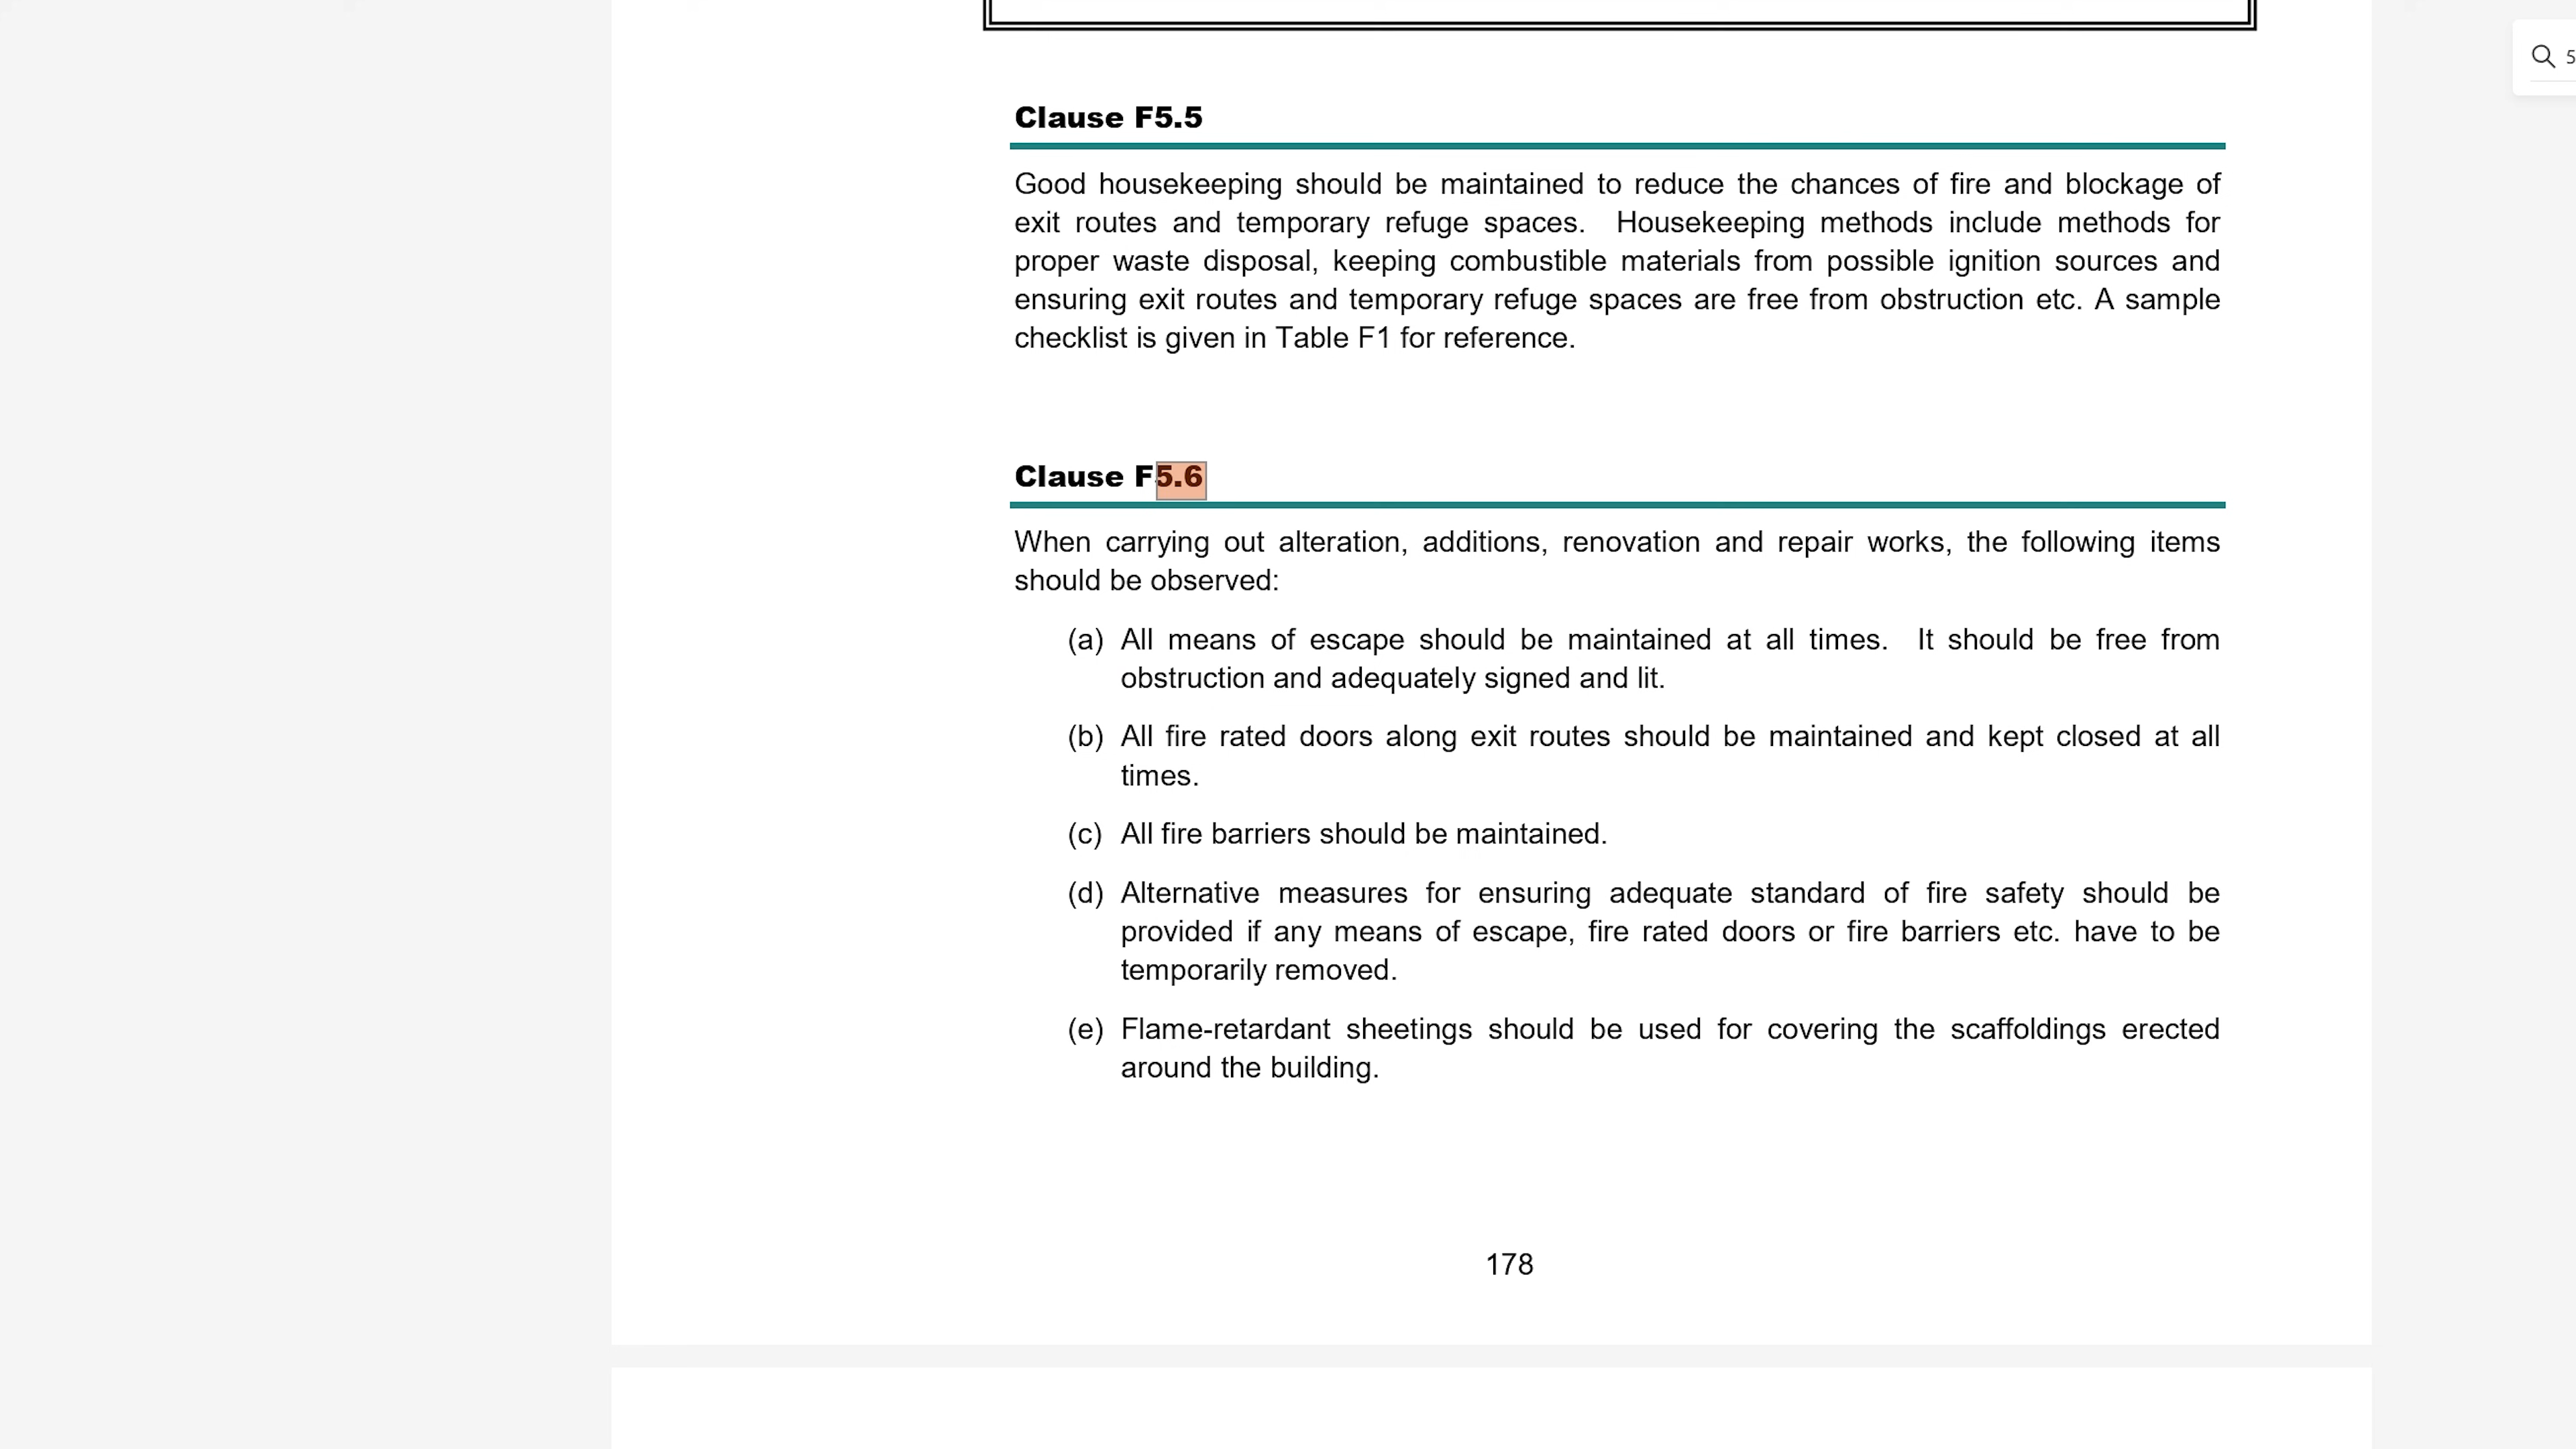 5
Clause F5.5
Good housekeeping should be maintained to reduce the chances of fire and blockage of
exit routes and temporary refuge spaces. Housekeeping methods include methods for
proper waste disposal, keeping combustible materials from possible ignition sources and
ensuring exit routes and temporary refuge spaces are free from obstruction etc. A sample
checklist is given in Table F1 for reference.
Clause F5.6
When carrying out alteration, additions, renovation and repair works, the following items
should be observed:
(a) All means of escape should be maintained at all times. It should be free from
obstruction and adequately signed and lit.
(b) All fire rated doors along exit routes should be maintained and kept closed at all
times.
(c) All fire barriers should be maintained.
(d) Alternative measures for ensuring adequate standard of fire safety should be
provided if any means of escape, fire rated doors or fire barriers etc. have to be
temporarily removed.
(e) Flame-retardant sheetings should be used for covering the scaffoldings erected
around the building.
178